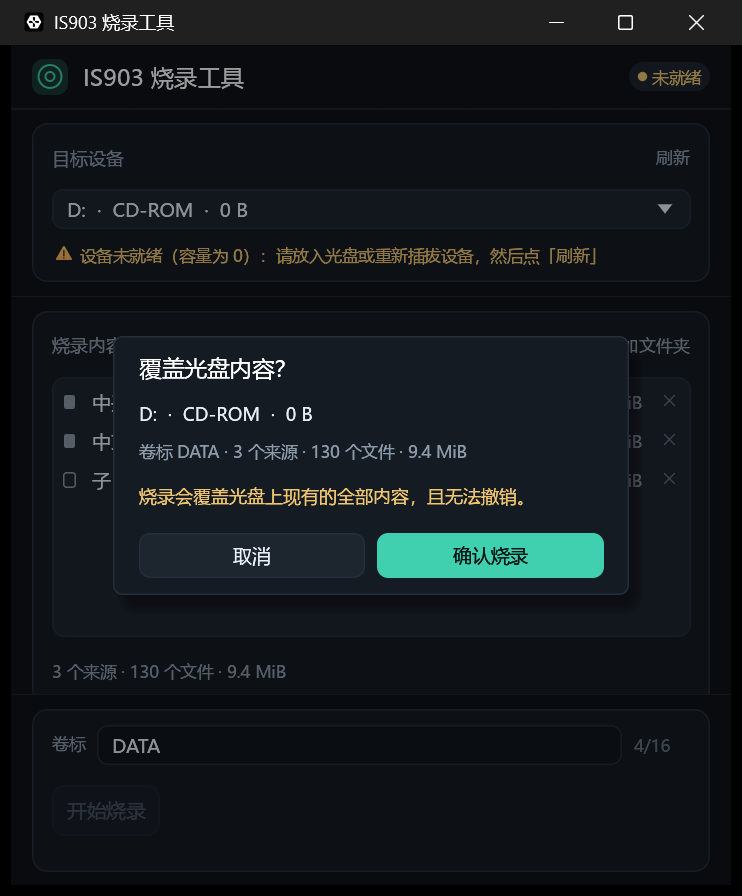 IS903 烧录工具
IS903 烧录工具
未就绪
目标设备
刷新
D: · CD-ROM · 0 B
设备未就绪（容量为 0）：请放入光盘或重新插拔设备，然后点「刷新」
烧录内
加文件夹
中
iB
中
iB
子
iB
覆盖光盘内容?
D: · CD-ROM · 0 B
卷标 DATA · 3 个来源 · 130 个文件 · 9.4 MiB
烧录会覆盖光盘上现有的全部内容，且无法撤销。
取消
确认烧录
3 个来源 · 130 个文件 · 9.4 MiB
卷标
DATA
4/16
开始烧录